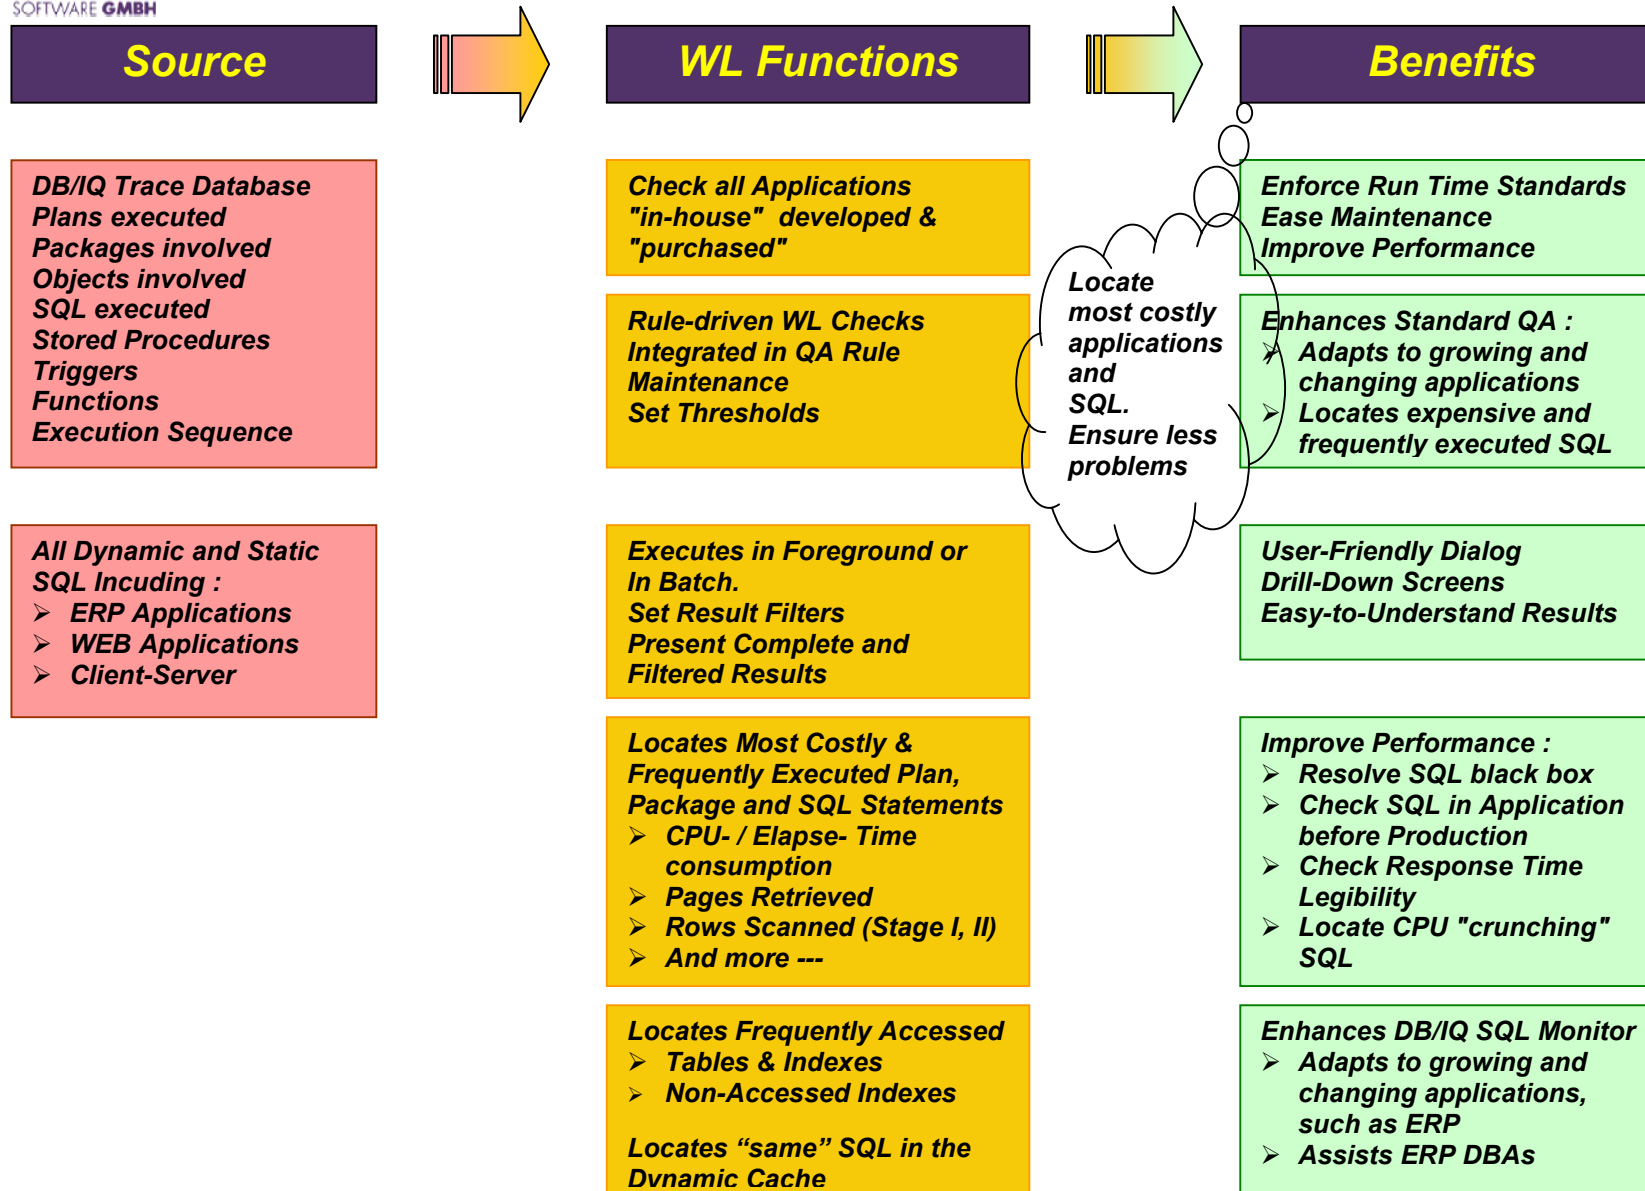 SOFTWARE GMBH
Source
WL Functions
Benefits
DB/IQ Trace Database
Plans executed
Packages involved
Objects involved
SQL executed
Stored Procedures
Triggers
Functions
Execution Sequence
All Dynamic and Static
SQL Incuding :
➢ ERP Applications
➢ WEB Applications
➢ Client-Server
Check all Applications
"in-house" developed &
"purchased"
Rule-driven WL Checks
Integrated in QA Rule
Maintenance
Set Thresholds
Executes in Foreground or
In Batch.
Set Result Filters
Present Complete and
Filtered Results
Locates Most Costly &
Frequently Executed Plan,
Package and SQL Statements
➢ CPU- / Elapse- Time
consumption
➢ Pages Retrieved
➢ Rows Scanned (Stage I, II)
➢ And more ---
Locates Frequently Accessed
➢ Tables & Indexes
➢ Non-Accessed Indexes
Locates “same” SQL in the
Dynamic Cache
Locate
most costly
applications
and
SQL.
Ensure less
problems
Enforce Run Time Standards
Ease Maintenance
Improve Performance
Enhances Standard QA :
➢ Adapts to growing and
changing applications
➢ Locates expensive and
frequently executed SQL
User-Friendly Dialog
Drill-Down Screens
Easy-to-Understand Results
Improve Performance :
➢ Resolve SQL black box
➢ Check SQL in Application
before Production
➢ Check Response Time
Legibility
➢ Locate CPU "crunching"
SQL
Enhances DB/IQ SQL Monitor
➢ Adapts to growing and
changing applications,
such as ERP
➢ Assists ERP DBAs